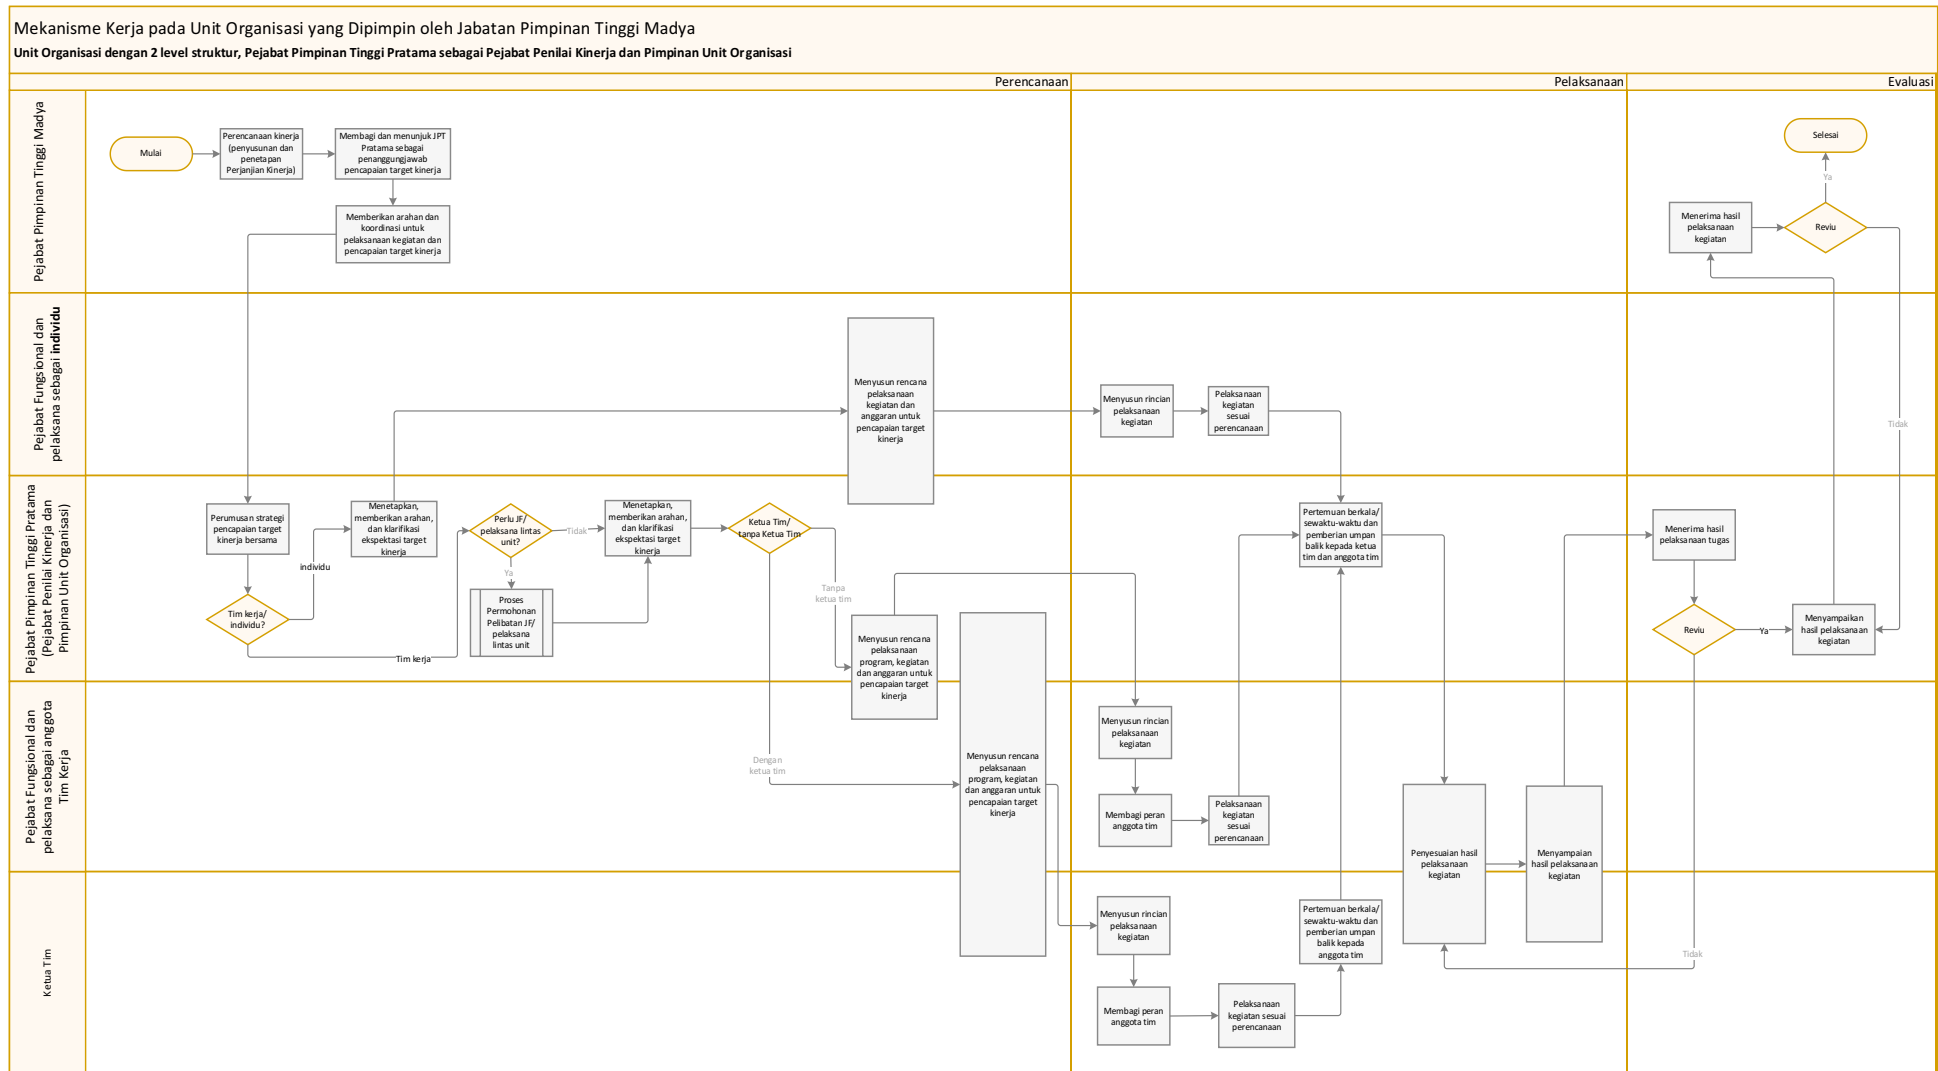 Mekanisme Kerja pada Unit Organisasi yang Dipimpin oleh Jabatan Pimpinan Tinggi Madya
Unit Organisasi dengan 2 level struktur, Pejabat Pimpinan Tinggi Pratama sebagai Pejabat Penilai Kinerja dan Pimpinan Unit Organisasi
Perencanaan
Pelaksanaan
Evaluasi
Pejabat Pimpinan Tinggi Madya
Mulai
Perencanaan kinerja
(penyusunan dan
penetapan
Perjanjian Kinerja)
Membagi dan menunjuk JPT
Pratama sebagai
penanggungjawab
pencapaian target kinerja
Memberikan arahan dan
koordinasi untuk
pelaksanaan kegiatan dan
pencapaian target kinerja
Selesai
Ya
Menerima hasil
pelaksanaan
kegiatan
Reviu
Tidak
Pejabat Fungsional dan
pelaksana sebagai individu
Menyusun rencana
pelaksanaan
kegiatan dan
anggaran untuk
pencapaian target
kinerja
Menyusun rincian
pelaksanaan
kegiatan
Pelaksanaan
kegiatan
sesuai
perencanaan
Pejabat Pimpinan Tinggi Pratama
(Pejabat Penilai Kinerja dan
Pimpinan Unit Organisasi)
Perumusan strategi
pencapaian target
kinerja bersama
Tim kerja/
individu?
individu
Tim kerja
Menetapkan,
memberikan arahan,
dan klarifikasi
ekspektasi target
kinerja
Perlu JF/
pelaksana lintas
unit?
Tidak
Ya
Proses
Permohonan
Pelibatan JF/
pelaksana
lintas unit
Menetapkan,
memberikan arahan,
dan klarifikasi
ekspektasi target
kinerja
Ketua Tim/
tanpa Ketua Tim
Tanpa
ketua tim
Dengan
ketua tim
Menyusun rencana
pelaksanaan
program, kegiatan
dan anggaran untuk
pencapaian target
kinerja
Pertemuan berkala/
sewaktu-waktu dan
pemberian umpan
balik kepada ketua
tim dan anggota tim
Menerima hasil
pelaksanaan tugas
Reviu
Ya
Menyampaikan
hasil pelaksanaan
kegiatan
Tidak
Pejabat Fungsional dan
pelaksana sebagai anggota
Tim Kerja
Menyusun rencana
pelaksanaan
program, kegiatan
dan anggaran untuk
pencapaian target
kinerja
Menyusun rincian
pelaksanaan
kegiatan
Membagi peran
anggota tim
Pelaksanaan
kegiatan
sesuai
perencanaan
Penyesuaian hasil
pelaksanaan
kegiatan
Menyampaian
hasil pelaksanaan
kegiatan
Ketua Tim
Menyusun rincian
pelaksanaan
kegiatan
Membagi peran
anggota tim
Pelaksanaan
kegiatan sesuai
perencanaan
Pertemuan berkala/
sewaktu-waktu dan
pemberian umpan
balik kepada
anggota tim